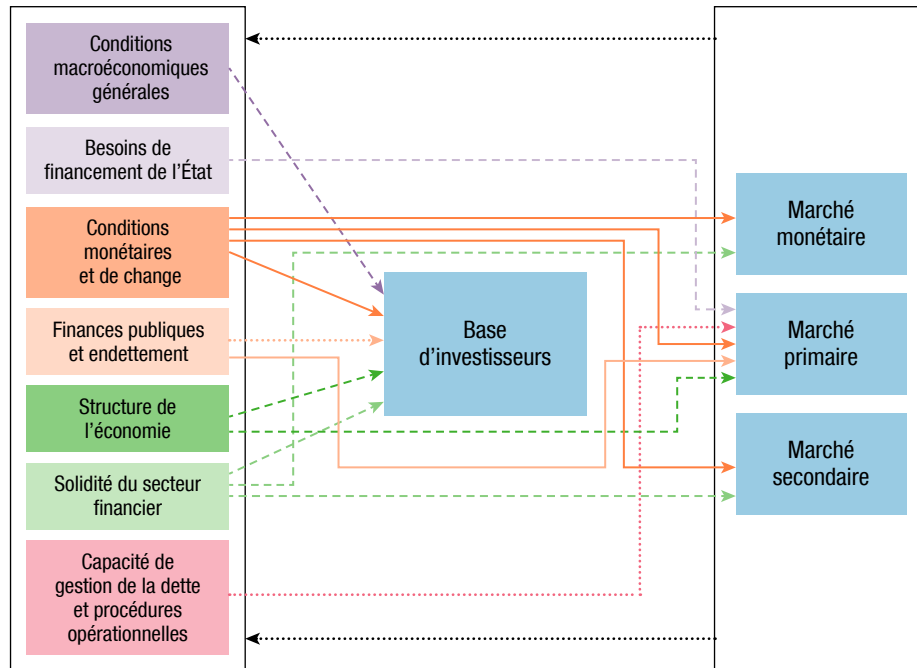 Conditions
macroéconomiques
générales
Besoins de
financement de l’État
Conditions
monétaires
et de change
Finances publiques
et endettement
Structure de
l’économie
Solidité du secteur
financier
Capacité de
gestion de la dette
et procédures
opérationnelles
Base
d’investisseurs
Marché
monétaire
Marché
primaire
Marché
secondaire